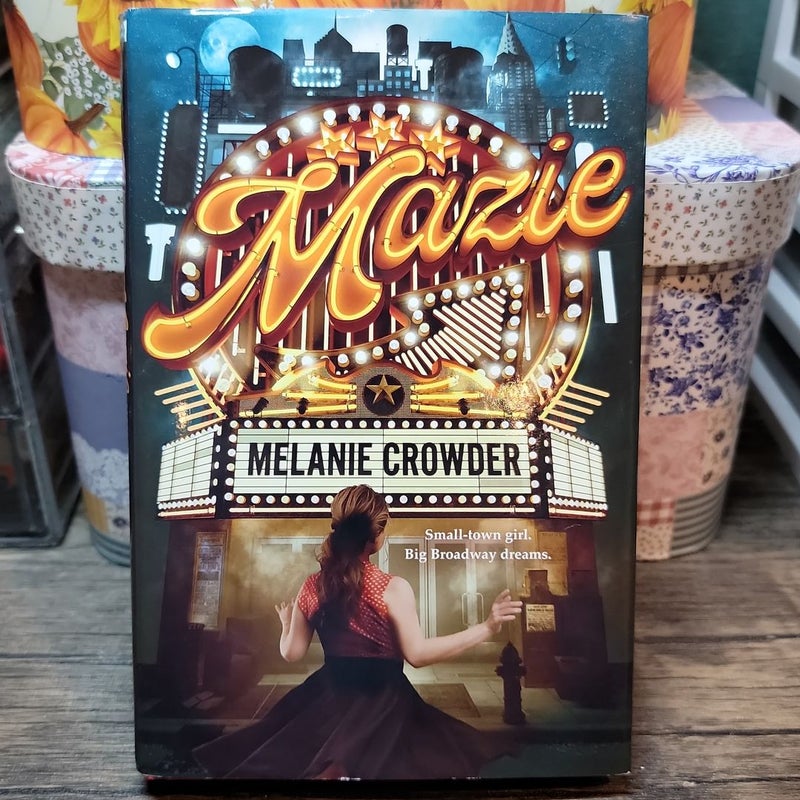 Mazie
MELANIE CROWDER
Small-town girl.
Big Broadway dreams.